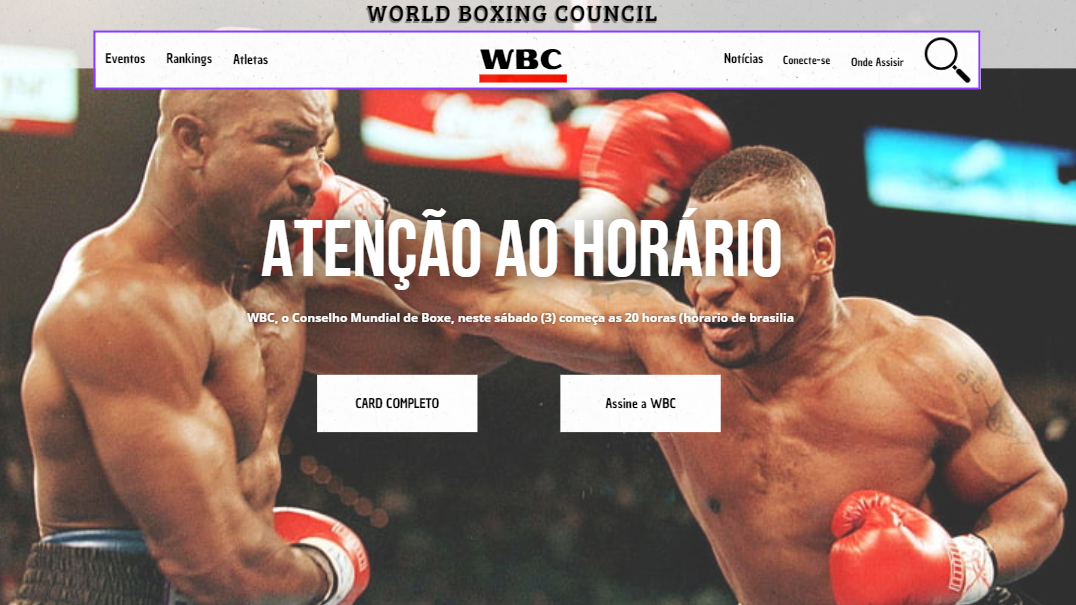 WORLD BOXING COUNCIL
Eventos Rankings Atletas WBC Notícias Conecte-se Onde Assisir
ATENÇÃO AO HORÁRIO
WBC, o Conselho Mundial de Boxe, neste sábado (3) começa as 20 horas (horario de brasilia
CARD COMPLETO Assine a WBC